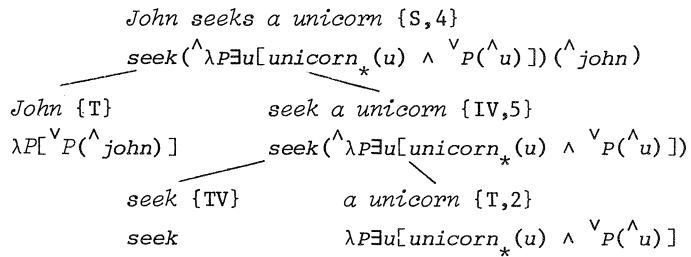 John seeks a unicorn {S,4}
seek(^λP∃u[unicorn*(u) ∧ ˅P(^u)])(^john)
John {T} seek a unicorn {IV,5}
λP[˅P(^john)] seek(^λP∃u[unicorn*(u) ∧ ˅P(^u)])
seek {TV} a unicorn {T,2}
seek λP∃u[unicorn*(u) ∧ ˅P(^u)]